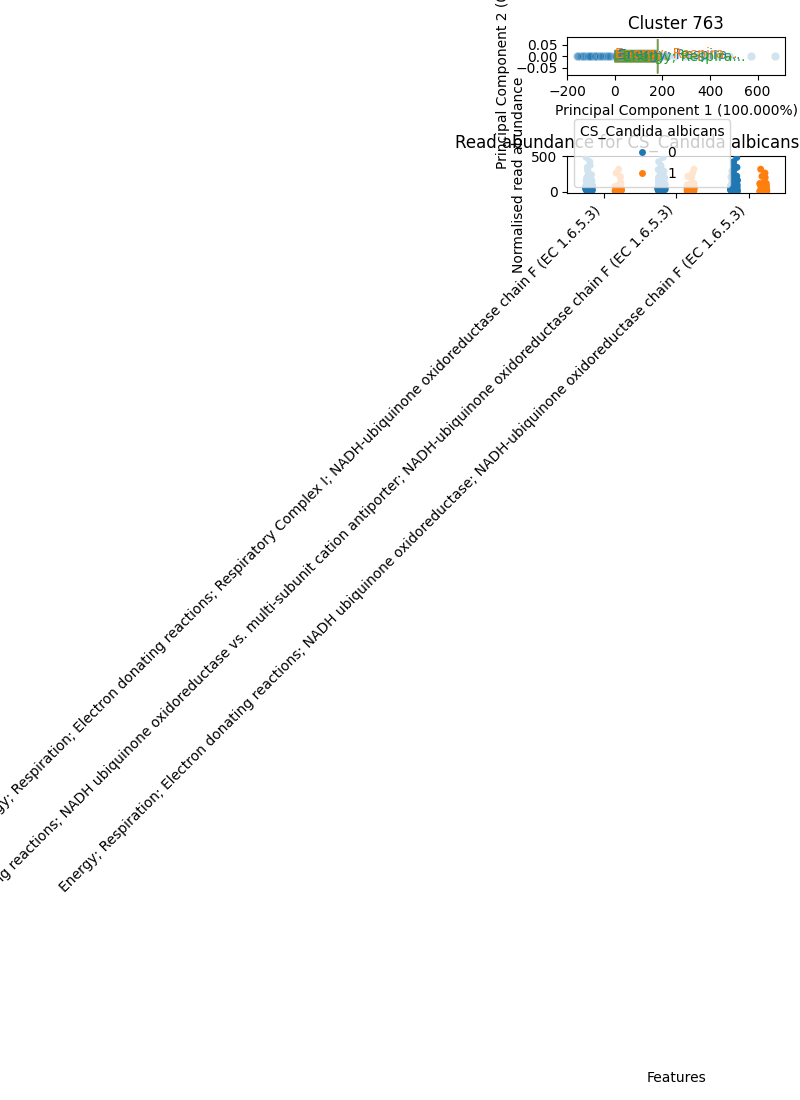 Cluster 763
Principal Component 2 (
0.05
0.00
−0.05
Energy; Respira...
−200
0
200
400
600
Principal Component 1 (100.000%)
Read abundance for CS_Candida albicans
Normalised read abundance
500
0
CS_Candida albicans
0
1
gy; Respiration; Electron donating reactions; Respiratory Complex I; NADH-ubiquinone oxidoreductase chain F (EC 1.6.5.3)
ng reactions; NADH ubiquinone oxidoreductase vs. multi-subunit cation antiporter; NADH-ubiquinone oxidoreductase chain F (EC 1.6.5.3)
Energy; Respiration; Electron donating reactions; NADH ubiquinone oxidoreductase; NADH-ubiquinone oxidoreductase chain F (EC 1.6.5.3)
Features